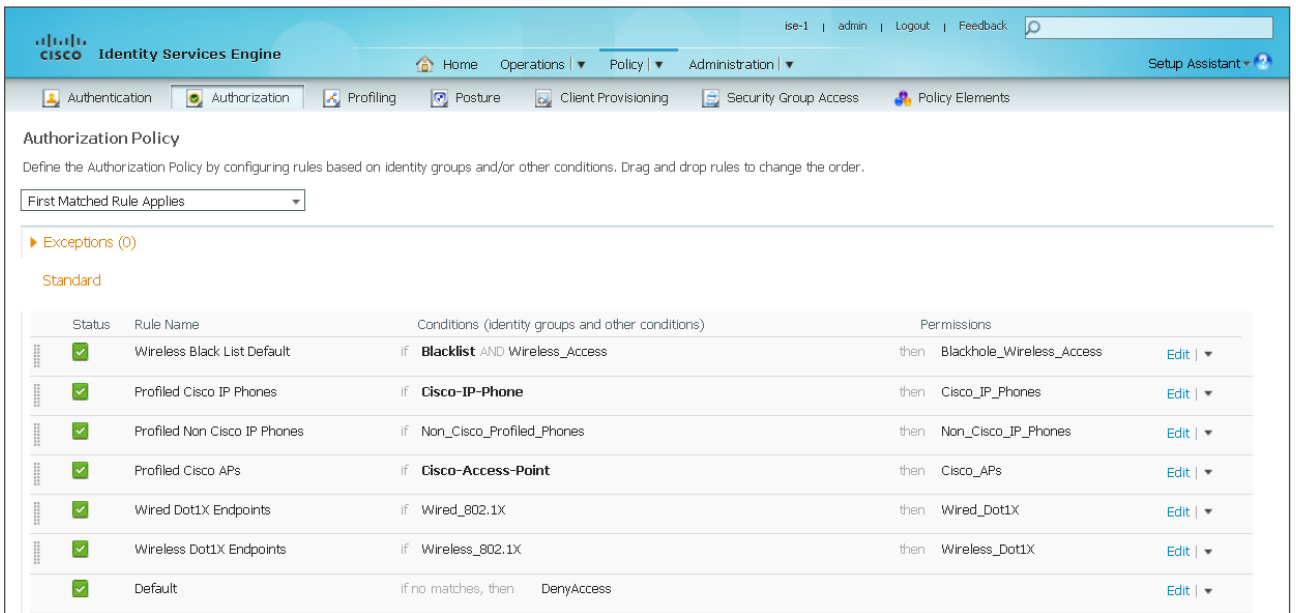 ise-1 | admin | Logout | Feedback
CISCO Identity Services Engine
Home Operations | Policy | Administration | Setup Assistant ?
Authentication Authorization Profiling Posture Client Provisioning Security Group Access Policy Elements
Authorization Policy
Define the Authorization Policy by configuring rules based on identity groups and/or other conditions. Drag and drop rules to change the order.
First Matched Rule Applies
Exceptions (0)
Standard
Status Rule Name Conditions (identity groups and other conditions) Permissions
Wireless Black List Default if Blacklist AND Wireless_Access then Blackhole_Wireless_Access Edit |
Profiled Cisco IP Phones if Cisco-IP-Phone then Cisco_IP_Phones Edit |
Profiled Non Cisco IP Phones if Non_Cisco_Profiled_Phones then Non_Cisco_IP_Phones Edit |
Profiled Cisco APs if Cisco-Access-Point then Cisco_APs Edit |
Wired Dot1X Endpoints if Wired_802.1X then Wired_Dot1X Edit |
Wireless Dot1X Endpoints if Wireless_802.1X then Wireless_Dot1X Edit |
Default if no matches, then DenyAccess Edit |